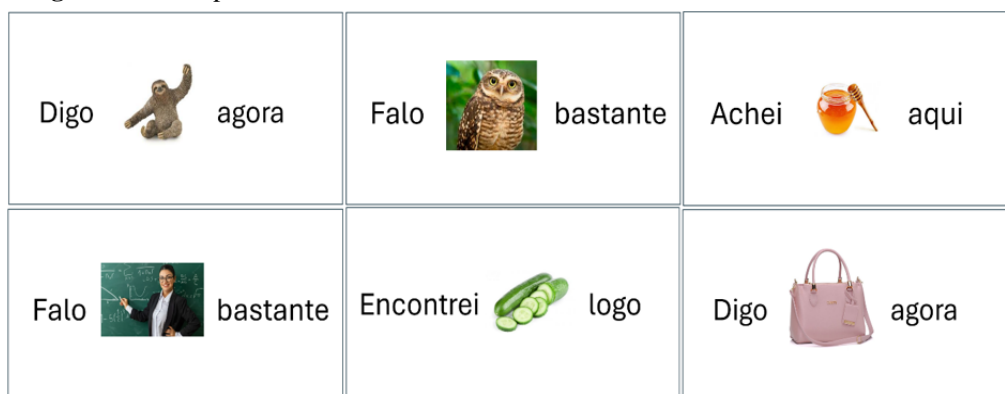 Digo agora
Falo bastante
Achei aqui
Falo bastante
Encontrei logo
Digo agora